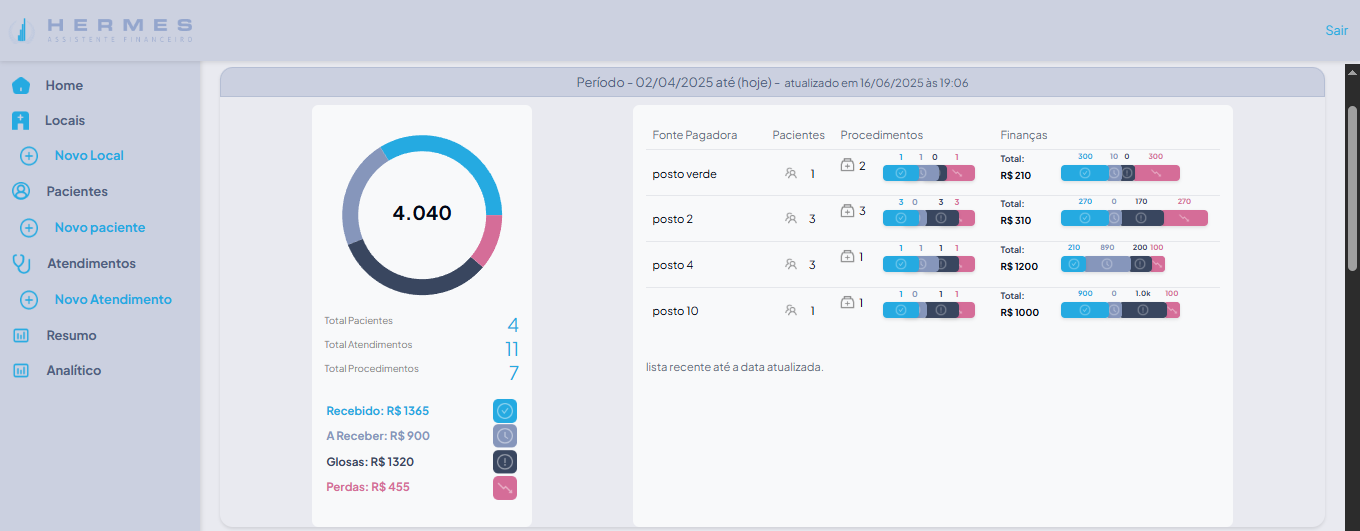 HERMES
ASSISTENTE FINANCEIRO
Sair
Home
Locais
Novo Local
Pacientes
Novo paciente
Atendimentos
Novo Atendimento
Resumo
Analítico
Período - 02/04/2025 até (hoje) - atualizado em 16/06/2025 às 19:06
4.040
Total Pacientes 4
Total Atendimentos 11
Total Procedimentos 7
Recebido: R$ 1365
A Receber: R$ 900
Glosas: R$ 1320
Perdas: R$ 455
Fonte Pagadora Pacientes Procedimentos Finanças
1 1 0 1 Total: 300 10 0 300
posto verde 1 2 R$ 210
3 0 3 3 Total: 270 0 170 270
posto 2 3 3 R$ 310
1 1 1 1 Total: 210 890 200 100
posto 4 3 1 R$ 1200
1 0 1 1 Total: 900 0 1.0k 100
posto 10 1 1 R$ 1000
lista recente até a data atualizada.